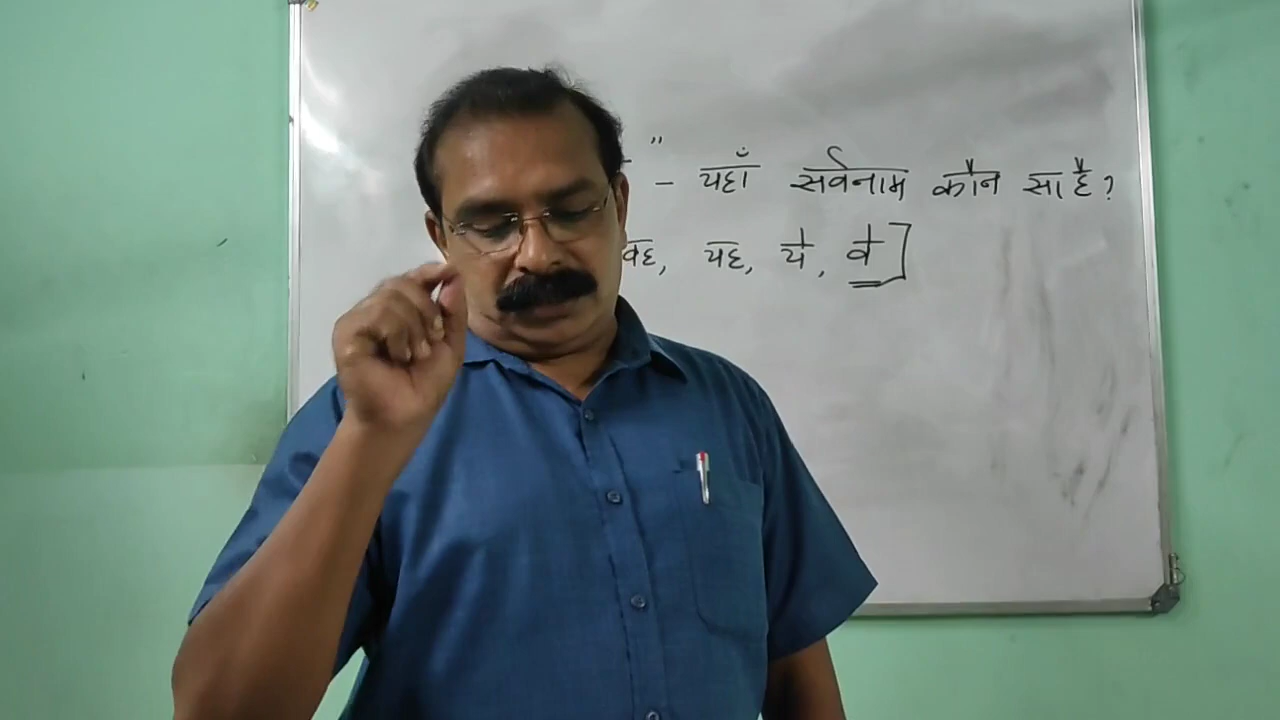 " – यहाँ सर्वनाम कौन सा है?
वह, यह, ये, वे]